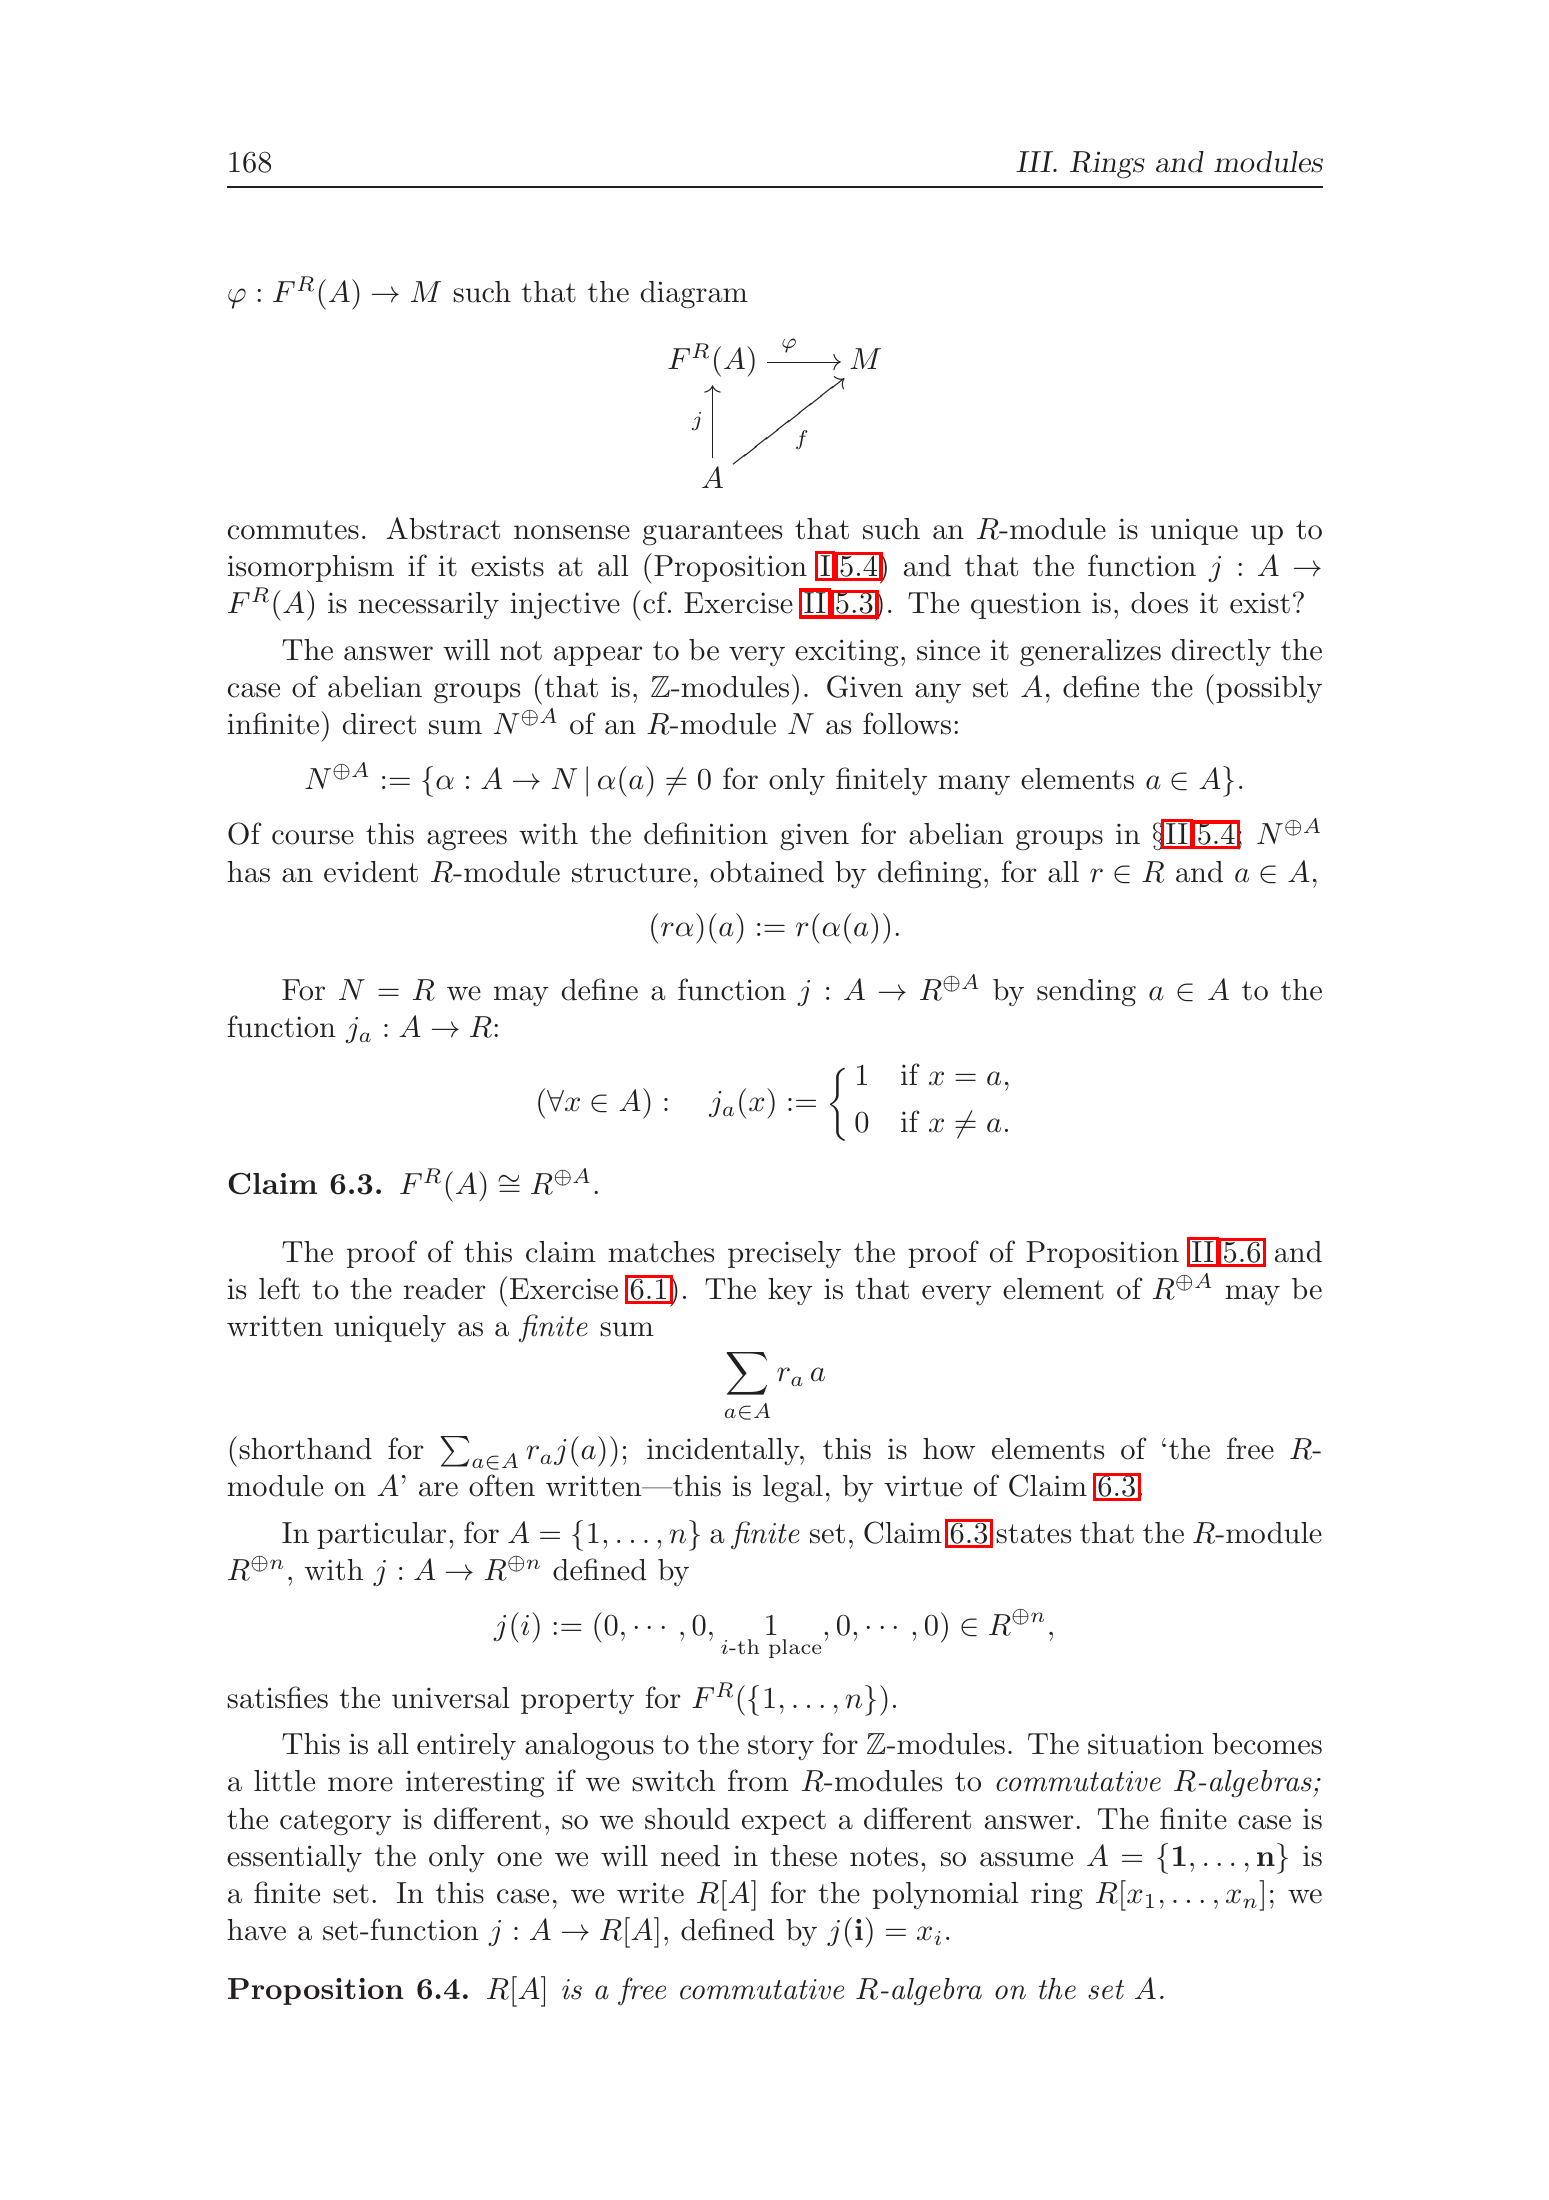 168 III. Rings and modules
φ : F^R(A) → M such that the diagram
F^R(A) φ M
j
f
A
commutes. Abstract nonsense guarantees that such an R-module is unique up to
isomorphism if it exists at all (Proposition I.5.4) and that the function j : A →
F^R(A) is necessarily injective (cf. Exercise II.5.3). The question is, does it exist?
The answer will not appear to be very exciting, since it generalizes directly the
case of abelian groups (that is, ℤ-modules). Given any set A, define the (possibly
infinite) direct sum N^{⊕A} of an R-module N as follows:
N^{⊕A} := {α : A → N | α(a) ≠ 0 for only finitely many elements a ∈ A}.
Of course this agrees with the definition given for abelian groups in §II.5.4; N^{⊕A}
has an evident R-module structure, obtained by defining, for all r ∈ R and a ∈ A,
(rα)(a) := r(α(a)).
For N = R we may define a function j : A → R^{⊕A} by sending a ∈ A to the
function j_a : A → R:
(∀x ∈ A) : j_a(x) := { 1 if x = a,
0 if x ≠ a.
Claim 6.3. F^R(A) ≅ R^{⊕A}.
The proof of this claim matches precisely the proof of Proposition II.5.6 and
is left to the reader (Exercise 6.1). The key is that every element of R^{⊕A} may be
written uniquely as a finite sum
∑_{a∈A} r_a a
(shorthand for ∑_{a∈A} r_a j(a)); incidentally, this is how elements of ‘the free R-
module on A’ are often written—this is legal, by virtue of Claim 6.3.
In particular, for A = {1, . . . , n} a finite set, Claim 6.3 states that the R-module
R^{⊕n}, with j : A → R^{⊕n} defined by
j(i) := (0, · · · , 0, 1, 0, · · · , 0) ∈ R^{⊕n},
i-th place
satisfies the universal property for F^R({1, . . . , n}).
This is all entirely analogous to the story for ℤ-modules. The situation becomes
a little more interesting if we switch from R-modules to commutative R-algebras;
the category is different, so we should expect a different answer. The finite case is
essentially the only one we will need in these notes, so assume A = {1, . . . , n} is
a finite set. In this case, we write R[A] for the polynomial ring R[x_1, . . . , x_n]; we
have a set-function j : A → R[A], defined by j(i) = x_i.
Proposition 6.4. R[A] is a free commutative R-algebra on the set A.